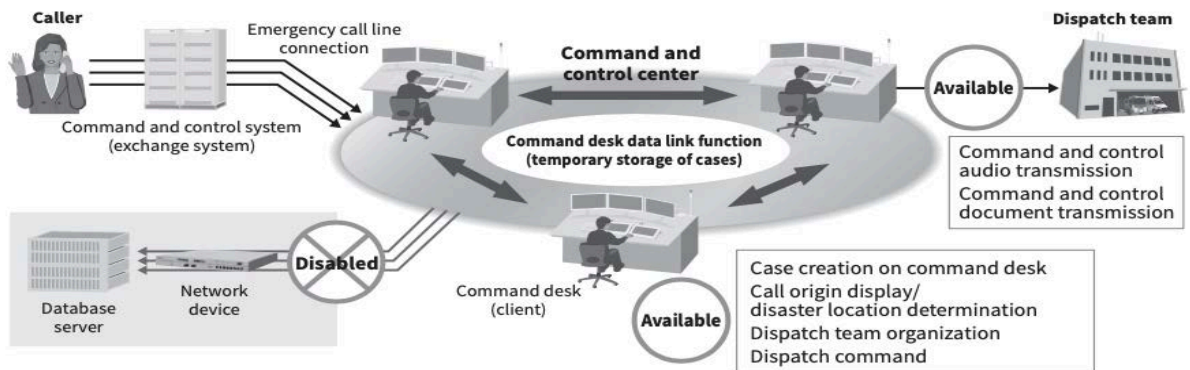 Caller
Emergency call line
connection
Command and control system
(exchange system)
Command and
control center
Command desk data link function
(temporary storage of cases)
Dispatch team
Available
Command and control
audio transmission
Command and control
document transmission
Disabled
Database
server
Network
device
Command desk
(client)
Available
Case creation on command desk
Call origin display/
disaster location determination
Dispatch team organization
Dispatch command